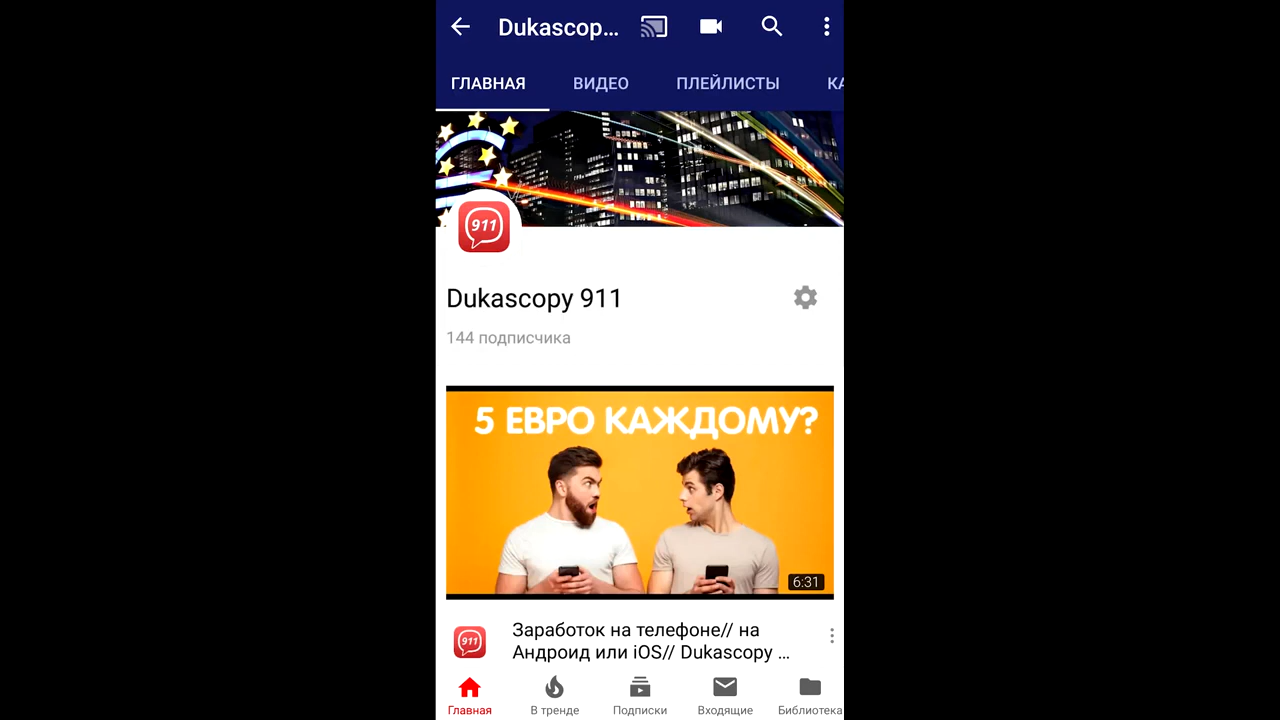 Dukascop...
ГЛАВНАЯ
ВИДЕО
ПЛЕЙЛИСТЫ
КА
911
Dukascopy 911
144 подписчика
5 ЕВРО КАЖДОМУ?
6:31
911
Заработок на телефоне// на
Андроид или iOS// Dukascopy ...
Главная
В тренде
Подписки
Входящие
Библиотека